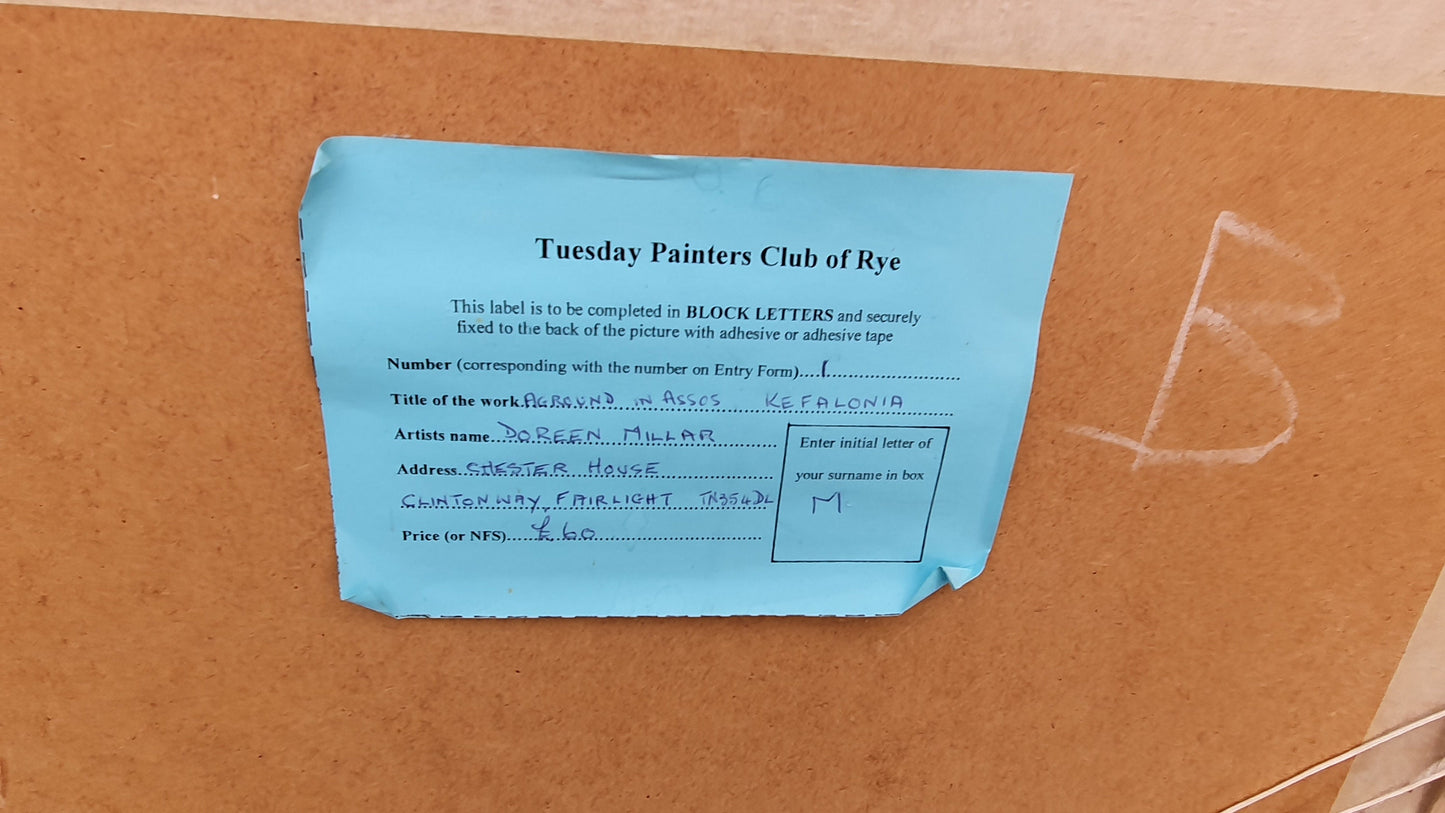 Tuesday Painters Club of Rye
This label is to be completed in BLOCK LETTERS and securely
fixed to the back of the picture with adhesive or adhesive tape
Number (corresponding with the number on Entry Form)....1..........................
Title of the work.AGROUND IN ASSOS KEFALONIA
Artists name...DOREEN MILLAR
Enter initial letter of
your surname in box
M
Address..CHESTER HOUSE
CLINTON WAY, FAIRLIGHT TN354DL
Price (or NFS)......£60
B